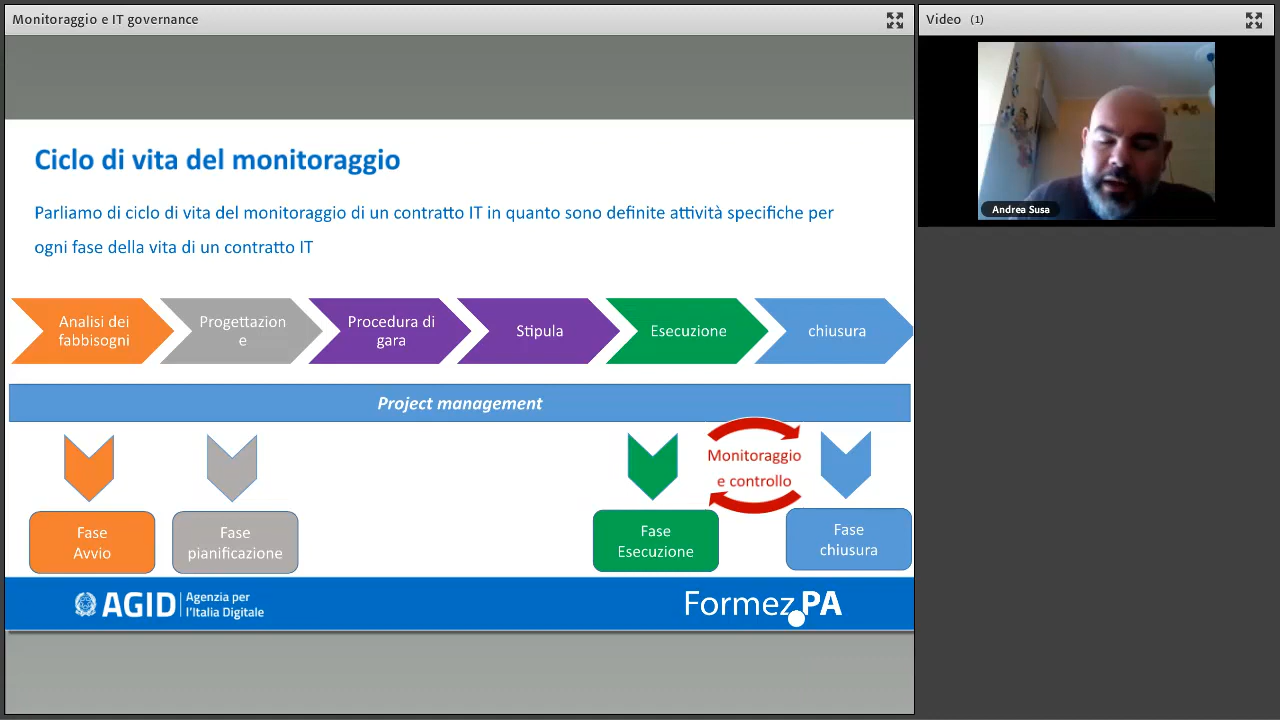 Monitoraggio e IT governance
Video (1)
Andrea Susa
Ciclo di vita del monitoraggio
Parliamo di ciclo di vita del monitoraggio di un contratto IT in quanto sono definite attività specifiche per
ogni fase della vita di un contratto IT
Analisi dei
fabbisogni
Progettazion
e
Procedura di
gara
Stipula
Esecuzione
chiusura
Project management
Monitoraggio
e controllo
Fase
Avvio
Fase
pianificazione
Fase
Esecuzione
Fase
chiusura
AGID
Agenzia per
l'Italia Digitale
Formez.PA